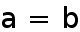 a = b